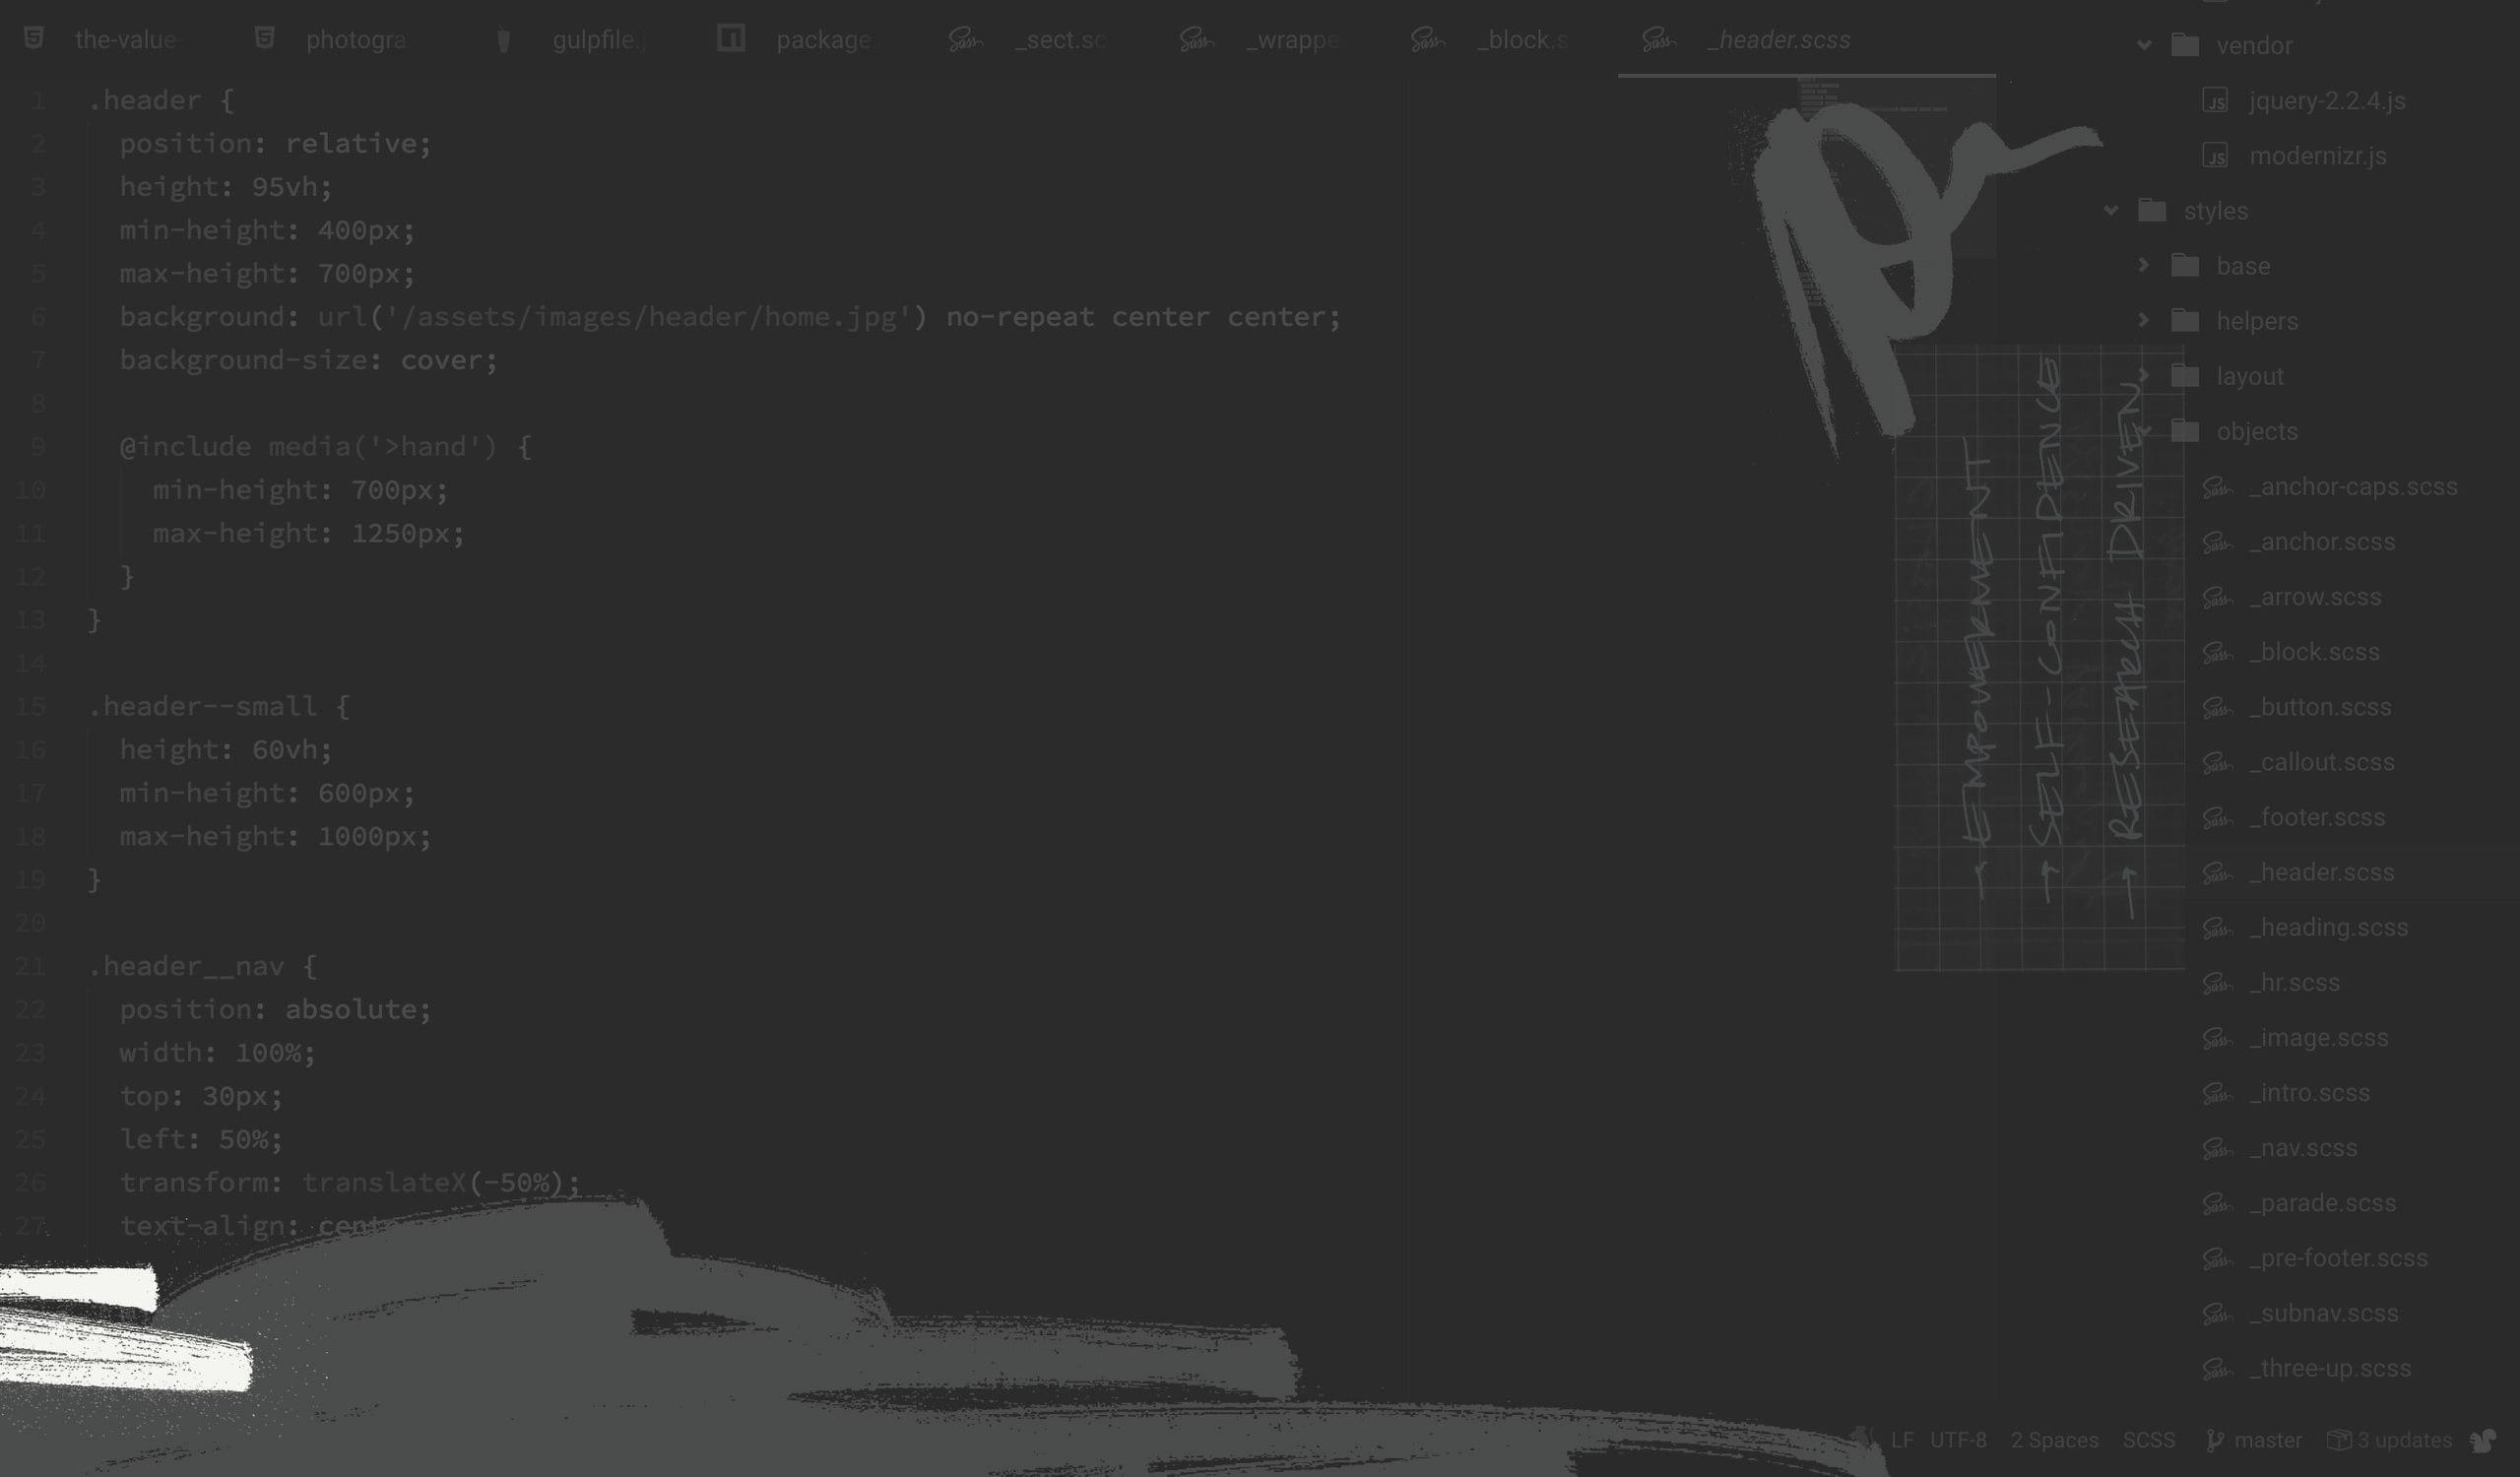 the-value
photogra
gulpfile.j
package
_sect.sc
_wrappe
_block.s
_header.scss
1 .header {
2 position: relative;
3 height: 95vh;
4 min-height: 400px;
5 max-height: 700px;
6 background: url('/assets/images/header/home.jpg') no-repeat center center;
7 background-size: cover;
8
9 @include media('>hand') {
10 min-height: 700px;
11 max-height: 1250px;
12 }
13 }
14
15 .header--small {
16 height: 60vh;
17 min-height: 600px;
18 max-height: 1000px;
19 }
20
21 .header__nav {
22 position: absolute;
23 width: 100%;
24 top: 30px;
25 left: 50%;
26 transform: translateX(-50%);
27 text-align: cent
→ EMPOWERMENT
→ SELF-CONFIDENCE
→ RESEARCH DRIVEN
vendor
jquery-2.2.4.js
modernizr.js
styles
base
helpers
layout
objects
_anchor-caps.scss
_anchor.scss
_arrow.scss
_block.scss
_button.scss
_callout.scss
_footer.scss
_header.scss
_heading.scss
_hr.scss
_image.scss
_intro.scss
_nav.scss
_parade.scss
_pre-footer.scss
_subnav.scss
_three-up.scss
LF UTF-8 2 Spaces SCSS master 3 updates